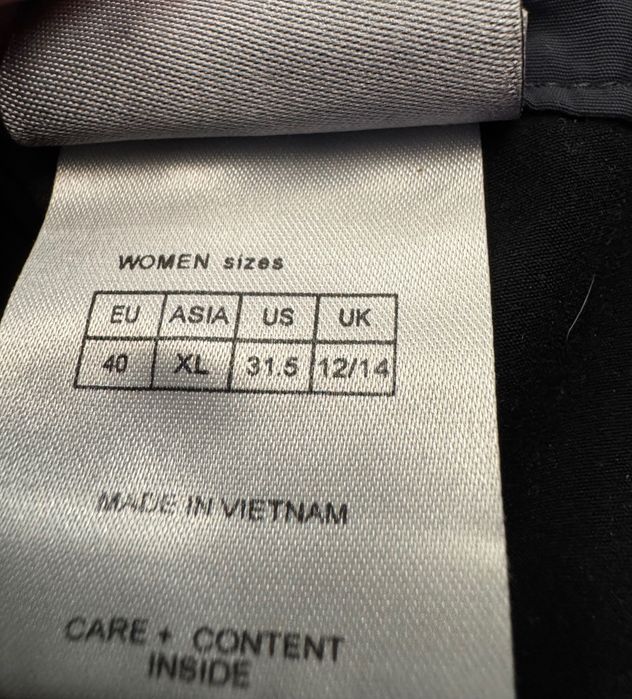 WOMEN sizes
EU ASIA US UK
40 XL 31.5 12/14
MADE IN VIETNAM
CARE + CONTENT
INSIDE